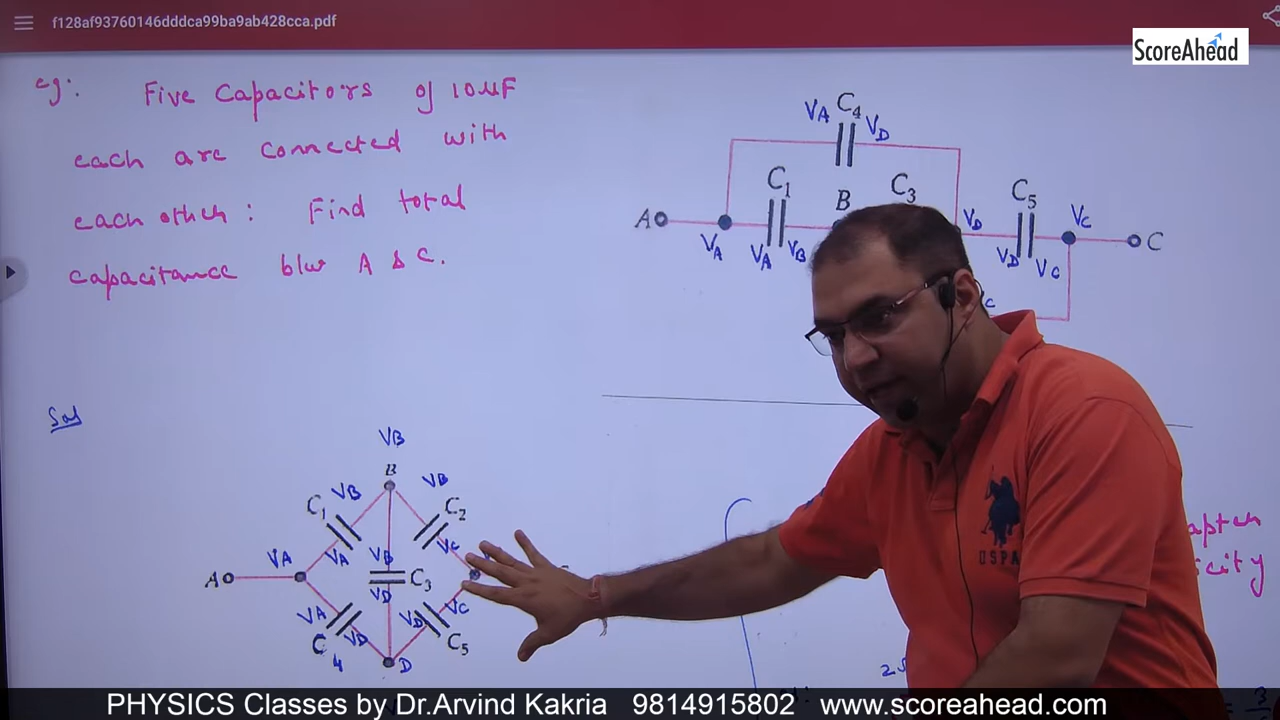 f128af93760146dddca99ba9ab428cca.pdf
ScoreAhead
eg: Five Capacitors of 10μF
each are connected with
each other: Find total
capacitance b/w A & C.
C4
VA VD
C1 B C3 C5
A VD VC C
VA VA VB VD VC
C
Sol
VB
B
VB VB
C1 C2
VA VA VB VC
A C3
VA VD VD VC
C4 VD C5
D
USPA
PHYSICS Classes by Dr.Arvind Kakria 9814915802 www.scoreahead.com